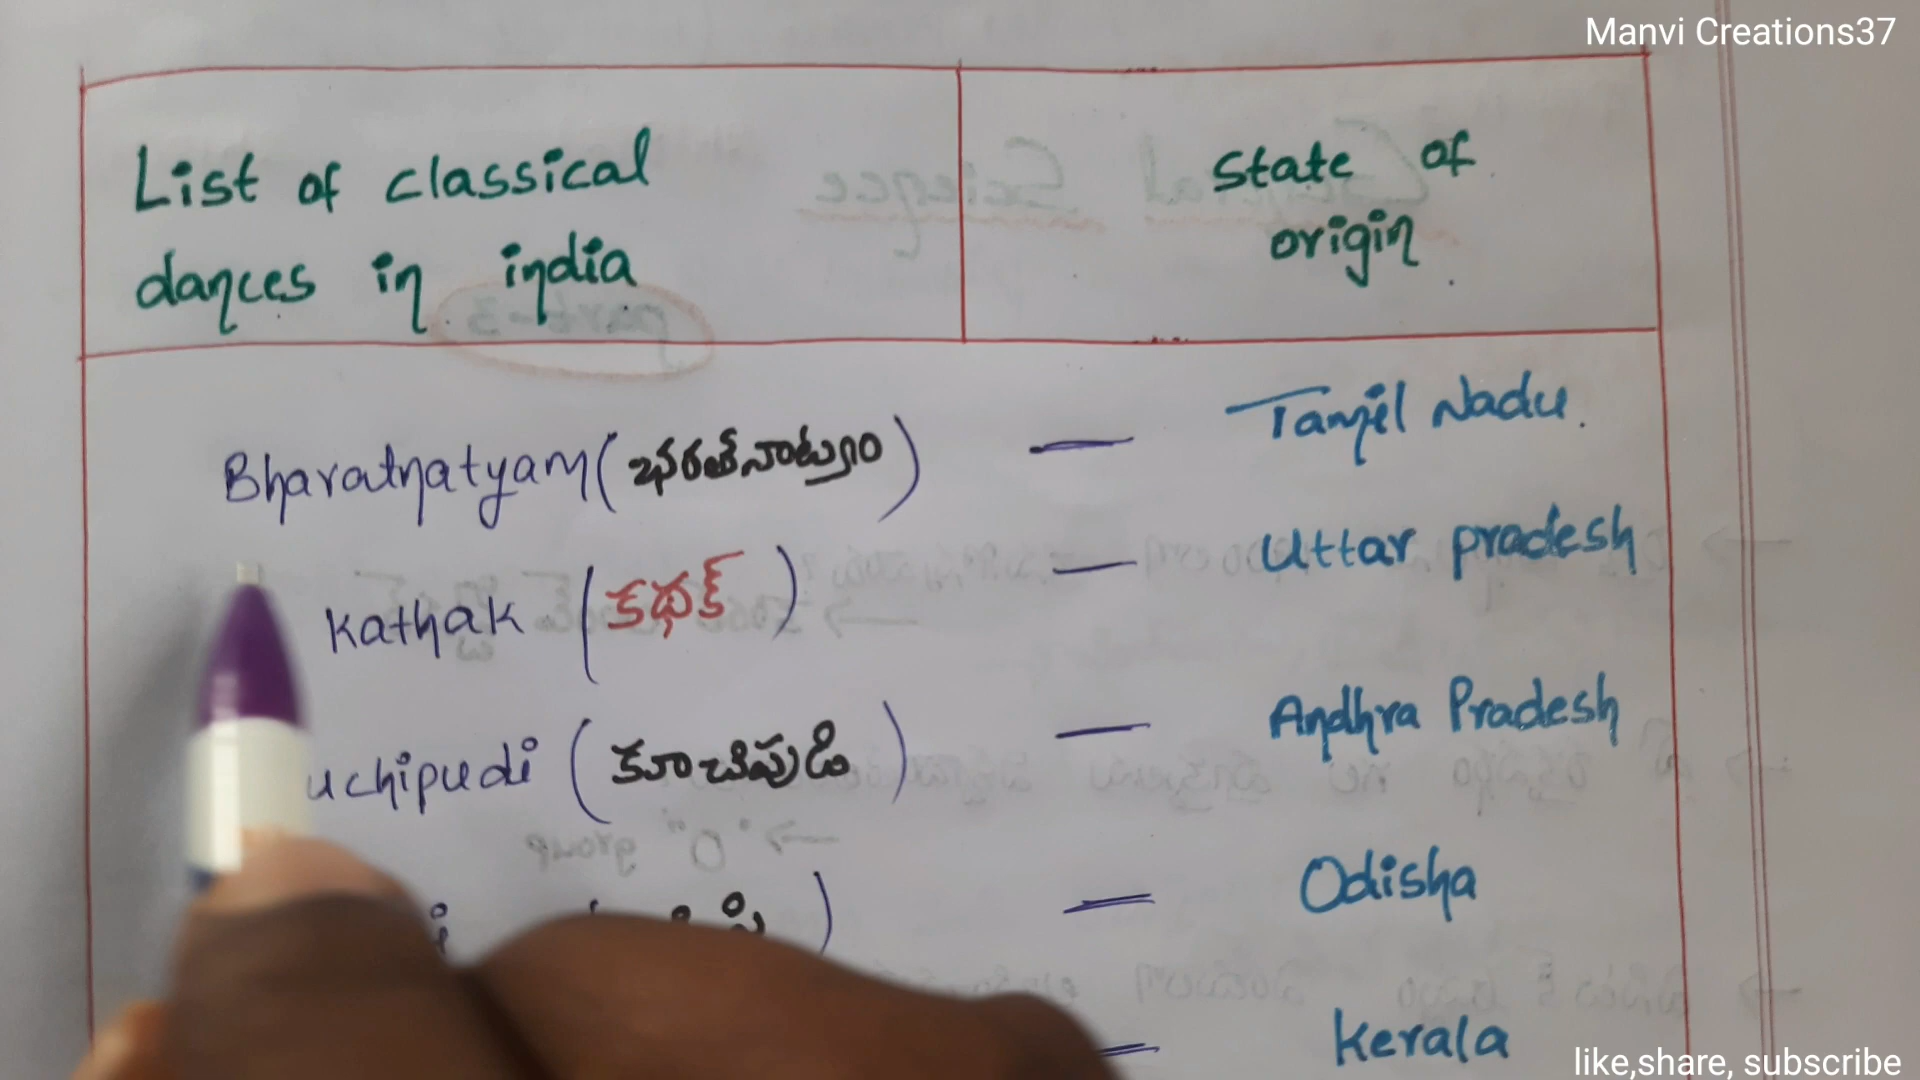 Manvi Creations37
List of classical
dances in india
State of
origin
Bharatnatyam (భరతనాట్యం) — Tamil Nadu.
Kathak (కథక్) — Uttar pradesh
uchipudi (కూచిపుడి) — Andhra Pradesh
— Odisha
— Kerala
like,share, subscribe